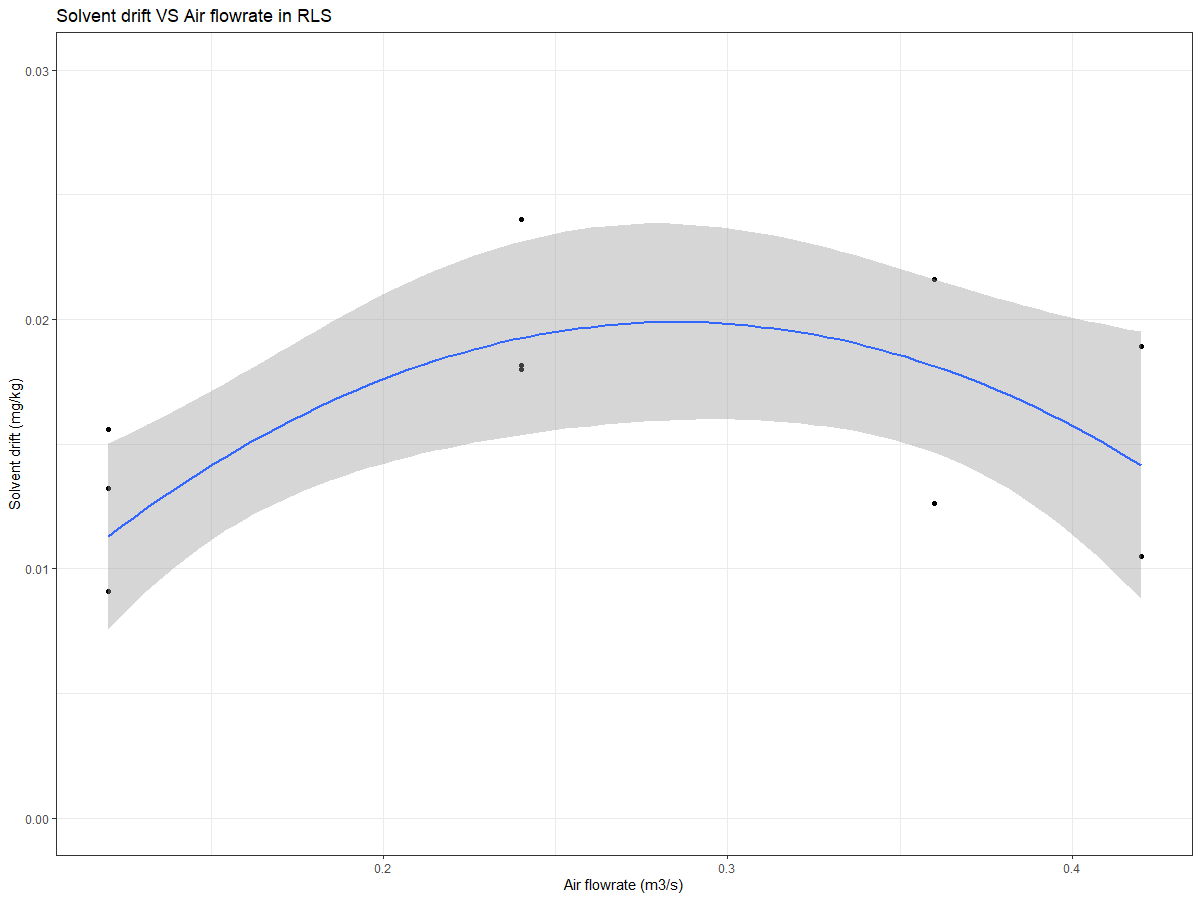 Solvent drift VS Air flowrate in RLS
0.03
0.02
0.01
0.00
Solvent drift (mg/kg)
0.2 0.3 0.4
Air flowrate (m3/s)